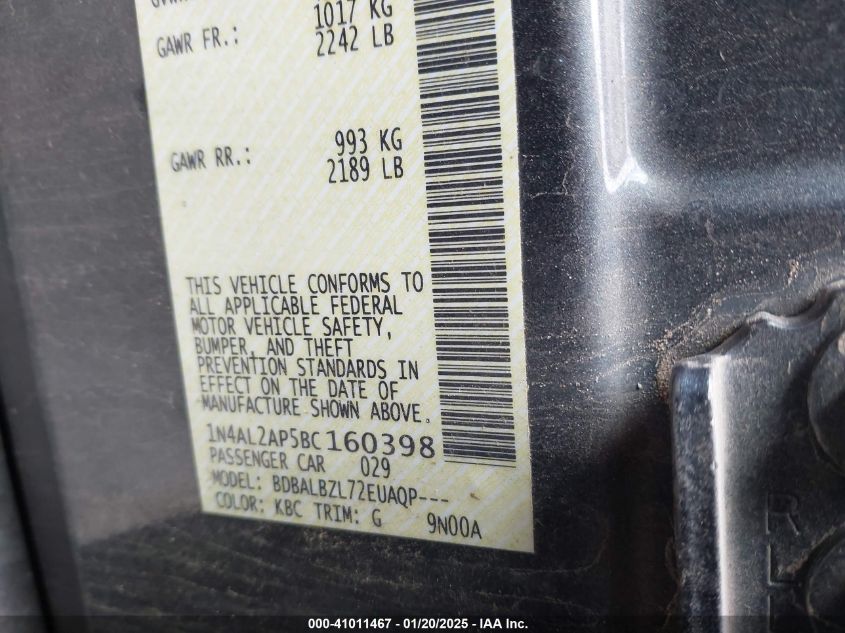 1017 KG
GAWR FR.: 2242 LB
993 KG
GAWR RR.: 2189 LB
THIS VEHICLE CONFORMS TO
ALL APPLICABLE FEDERAL
MOTOR VEHICLE SAFETY,
BUMPER, AND THEFT
PREVENTION STANDARDS IN
EFFECT ON THE DATE OF
MANUFACTURE SHOWN ABOVE.
1N4AL2AP5BC160398
PASSENGER CAR 029
MODEL: BDBALBZL72EUAQP---
COLOR: KBC TRIM: G 9N00A
R
L
000-41011467 — 01/20/2025 — IAA Inc.